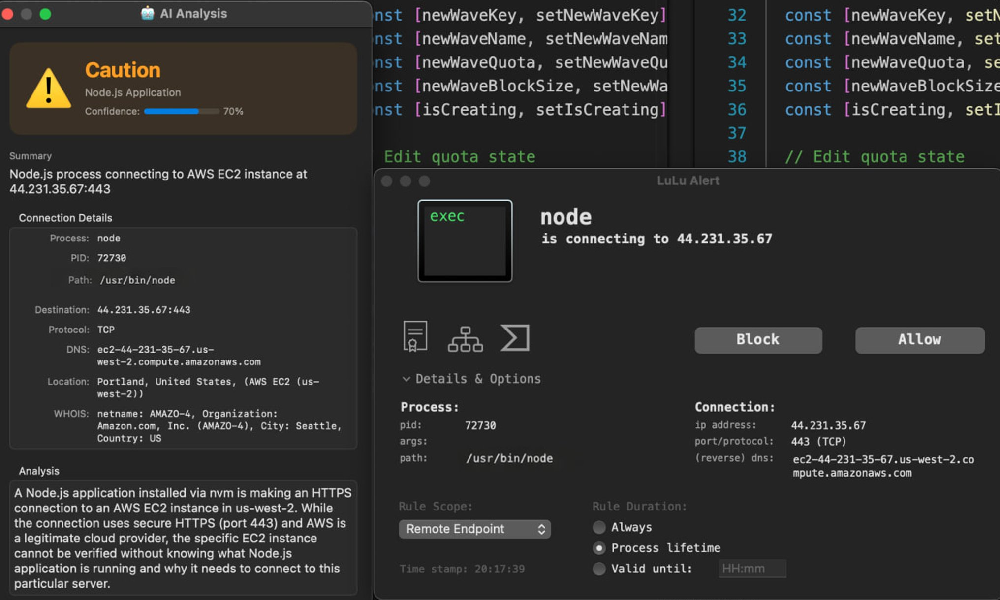 AI Analysis
Caution
Node.js Application
Confidence: 70%
Summary
Node.js process connecting to AWS EC2 instance at
44.231.35.67:443
Connection Details
Process: node
PID: 72730
Path: /usr/bin/node
Destination: 44.231.35.67:443
Protocol: TCP
DNS: ec2-44-231-35-67.us-
west-2.compute.amazonaws.com
Location: Portland, United States, (AWS EC2 (us-
west-2))
WHOIS: netname: AMAZO-4, Organization:
Amazon.com, Inc. (AMAZO-4), City: Seattle,
Country: US
Analysis
A Node.js application installed via nvm is making an HTTPS
connection to an AWS EC2 instance in us-west-2. While
the connection uses secure HTTPS (port 443) and AWS is
a legitimate cloud provider, the specific EC2 instance
cannot be verified without knowing what Node.js
application is running and why it needs to connect to this
particular server.
nst [newWaveKey, setNewWaveKey]
nst [newWaveName, setNewWaveNam
nst [newWaveQuota, setNewWaveQu
nst [newWaveBlockSize, setNewWa
nst [isCreating, setIsCreating]
Edit quota state
32 const [newWaveKey, setN
33 const [newWaveName, set
34 const [newWaveQuota, se
35 const [newWaveBlockSize
36 const [isCreating, setI
37
38 // Edit quota state
LuLu Alert
exec
node
is connecting to 44.231.35.67
Block
Allow
Details & Options
Process:
pid: 72730
args:
path: /usr/bin/node
Connection:
ip address: 44.231.35.67
port/protocol: 443 (TCP)
(reverse) dns: ec2-44-231-35-67.us-west-2.co
mpute.amazonaws.com
Rule Scope:
Remote Endpoint
Rule Duration:
Always
Process lifetime
Valid until: HH:mm
Time stamp: 20:17:39